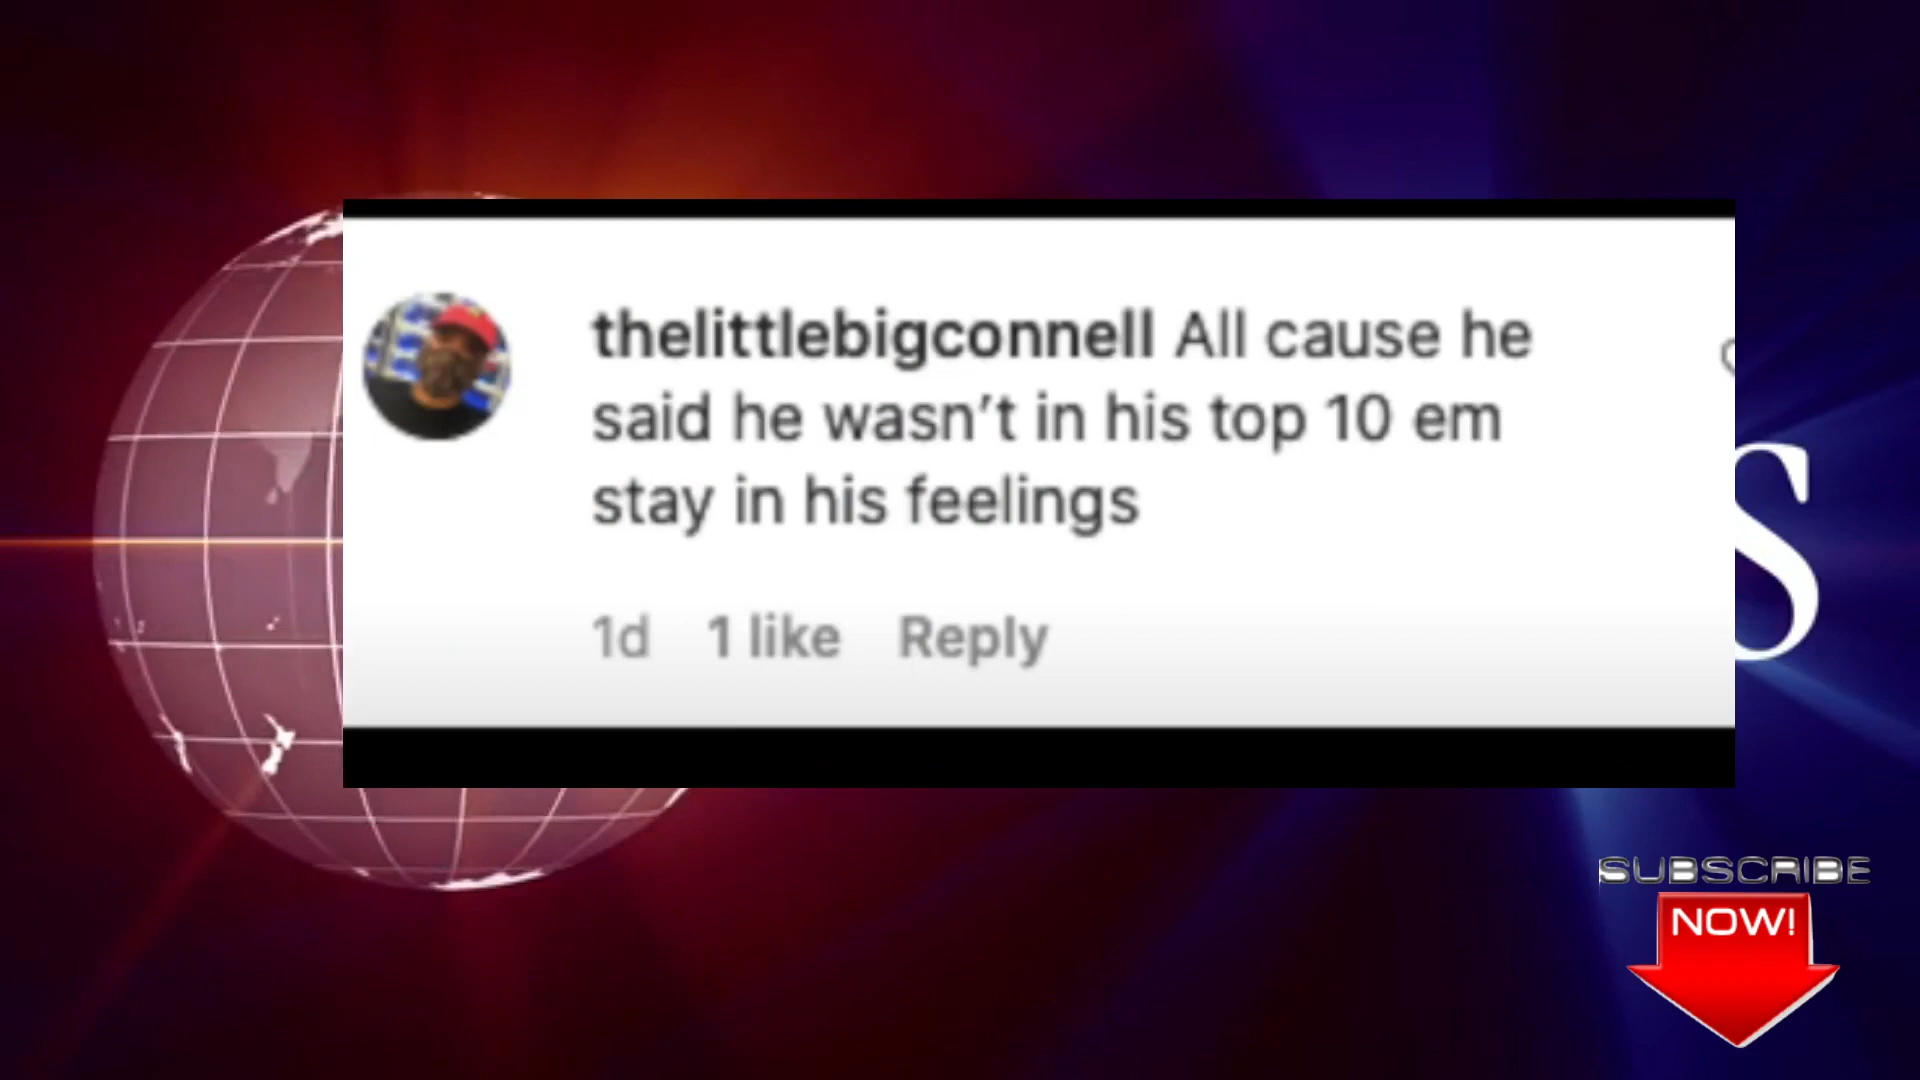 thelittlebigconnell All cause he
said he wasn't in his top 10 em
stay in his feelings
1d 1 like Reply
S
SUBSCRIBE
NOW!